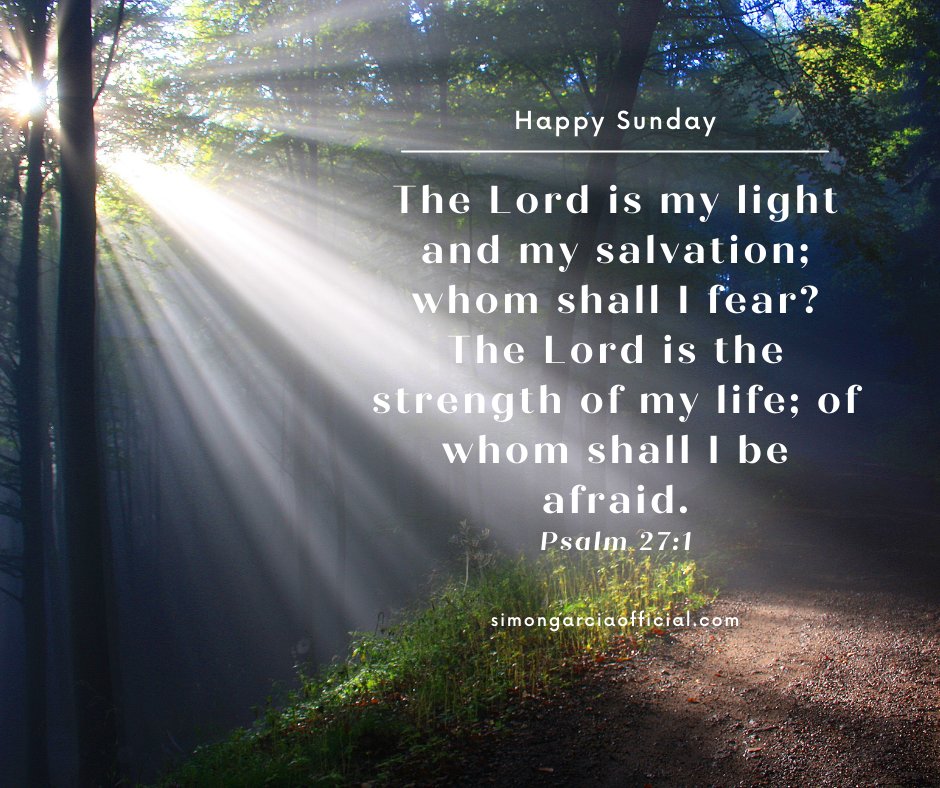 Happy Sunday
The Lord is my light
and my salvation;
whom shall I fear?
The Lord is the
strength of my life; of
whom shall I be
afraid.
Psalm 27:1
simongarciaofficial.com